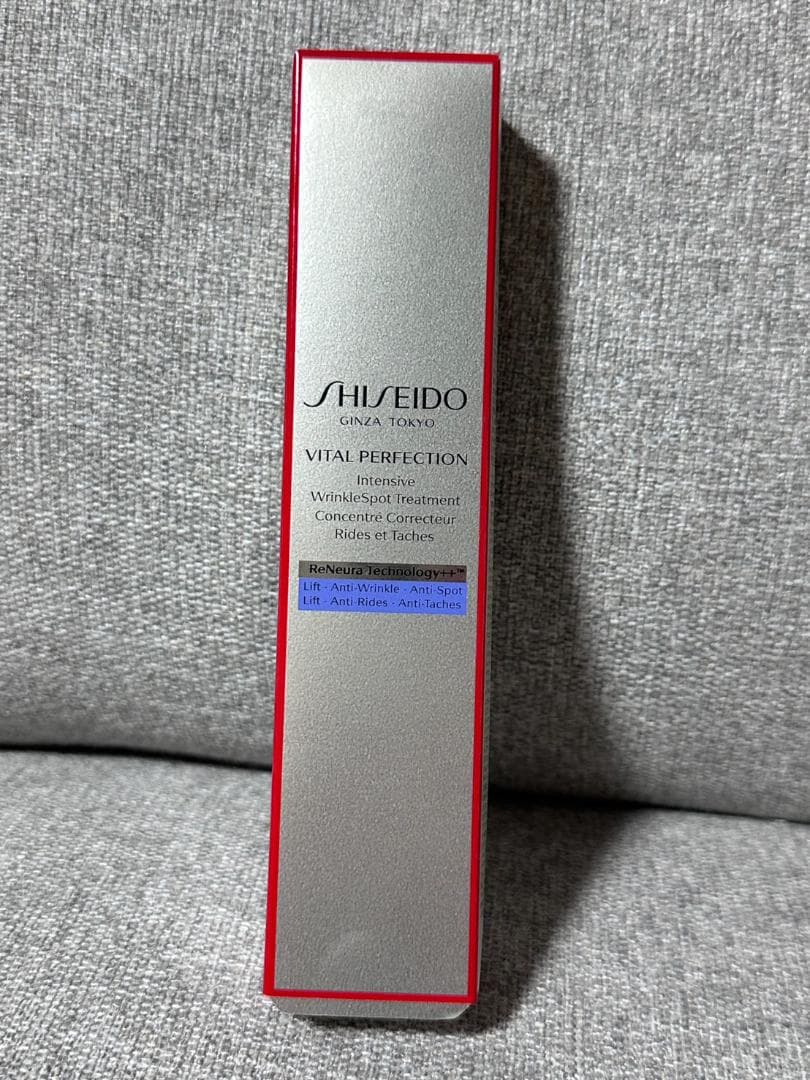 SHISEIDO
GINZA TOKYO
VITAL PERFECTION
Intensive
WrinkleSpot Treatment
Concentré Correcteur
Rides et Taches
ReNeura Technology++™
Lift - Anti-Wrinkle - Anti-Spot
Lift - Anti-Rides - Anti-Taches